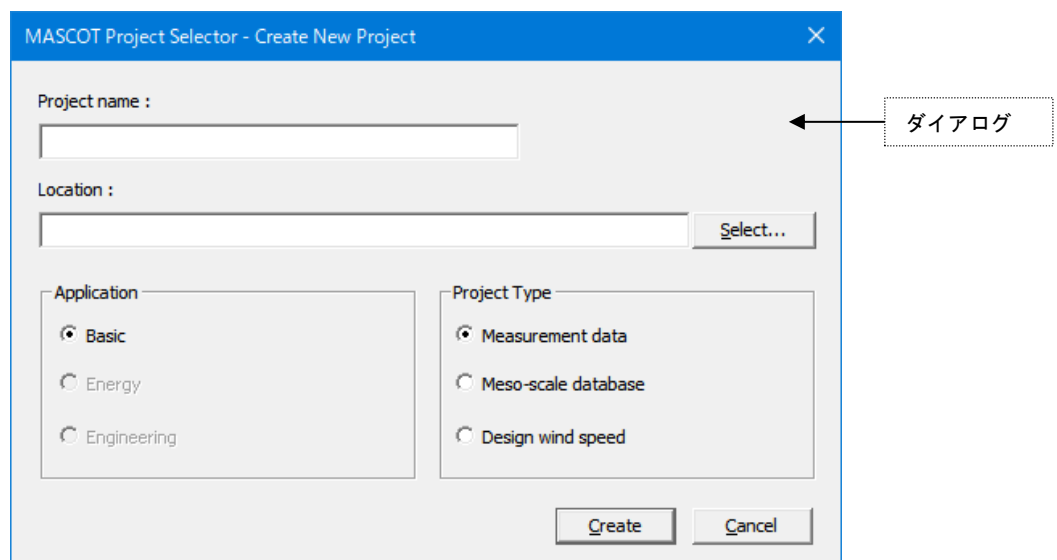 MASCOT Project Selector - Create New Project
Project name :
ダイアログ
Location :
Select...
Application
Basic
Energy
Engineering
Project Type
Measurement data
Meso-scale database
Design wind speed
Create
Cancel